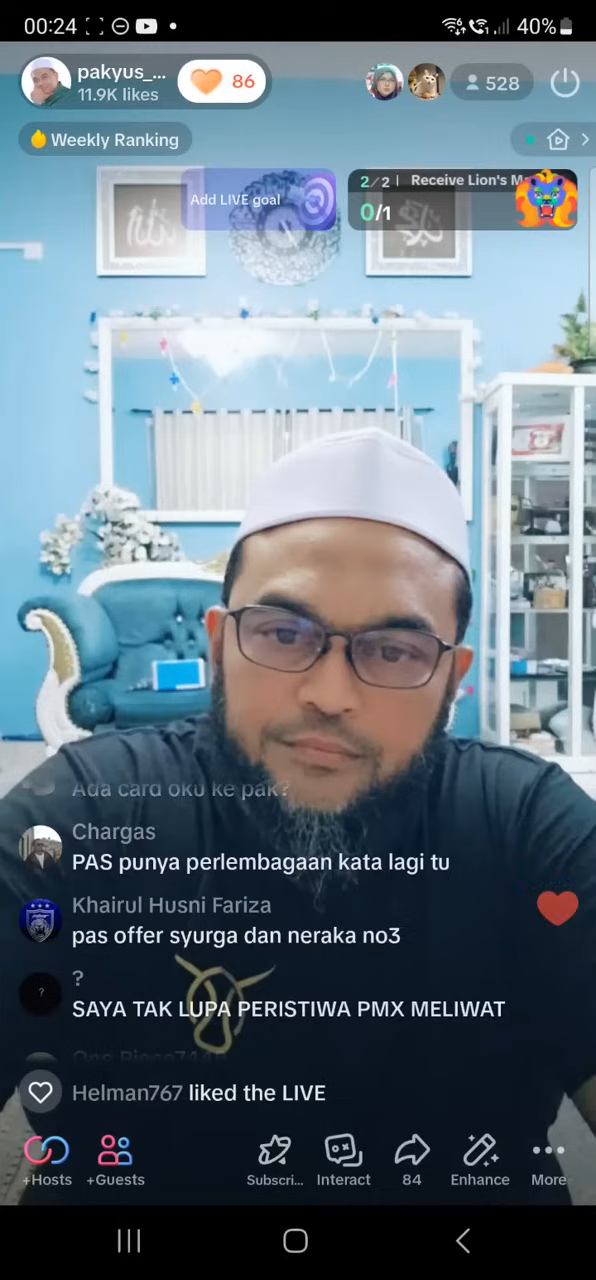 00:24
40%
pakyus_...
11.9K likes
86
528
Weekly Ranking
Add LIVE goal
2/2 | Receive Lion's M
0/1
Ada card oku ke pak?
Chargas
PAS punya perlembagaan kata lagi tu
Khairul Husni Fariza
pas offer syurga dan neraka no3
?
?
SAYA TAK LUPA PERISTIWA PMX MELIWAT
Helman767 liked the LIVE
+Hosts
+Guests
Subscri...
Interact
84
Enhance
More